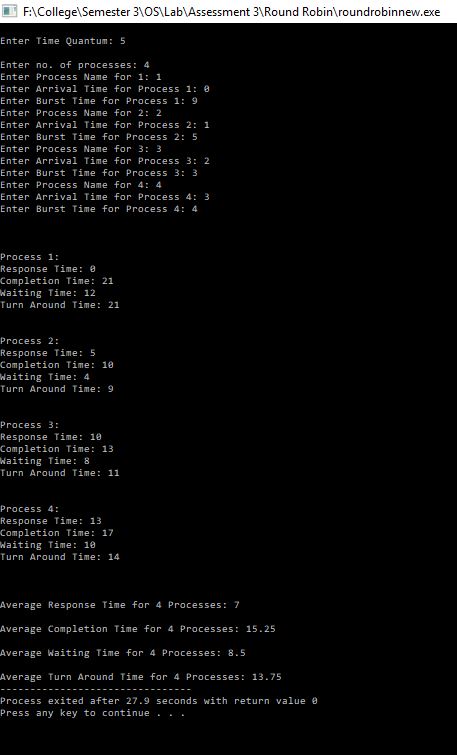 F:\College\Semester 3\OS\Lab\Assessment 3\Round Robin\roundrobinnew.exe
Enter Time Quantum: 5
Enter no. of processes: 4
Enter Process Name for 1: 1
Enter Arrival Time for Process 1: 0
Enter Burst Time for Process 1: 9
Enter Process Name for 2: 2
Enter Arrival Time for Process 2: 1
Enter Burst Time for Process 2: 5
Enter Process Name for 3: 3
Enter Arrival Time for Process 3: 2
Enter Burst Time for Process 3: 3
Enter Process Name for 4: 4
Enter Arrival Time for Process 4: 3
Enter Burst Time for Process 4: 4
Process 1:
Response Time: 0
Completion Time: 21
Waiting Time: 12
Turn Around Time: 21
Process 2:
Response Time: 5
Completion Time: 10
Waiting Time: 4
Turn Around Time: 9
Process 3:
Response Time: 10
Completion Time: 13
Waiting Time: 8
Turn Around Time: 11
Process 4:
Response Time: 13
Completion Time: 17
Waiting Time: 10
Turn Around Time: 14
Average Response Time for 4 Processes: 7
Average Completion Time for 4 Processes: 15.25
Average Waiting Time for 4 Processes: 8.5
Average Turn Around Time for 4 Processes: 13.75
--------------------------------
Process exited after 27.9 seconds with return value 0
Press any key to continue . . .